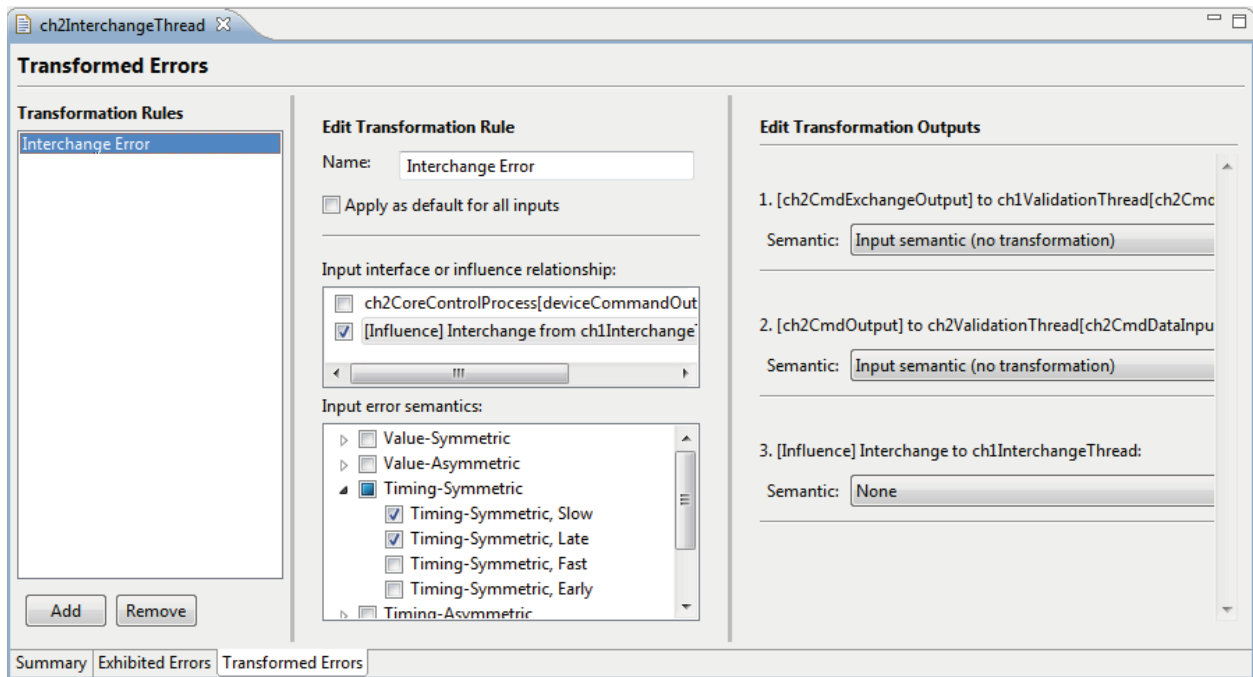 ch2InterchangeThread
Transformed Errors
Transformation Rules
Interchange Error
Add
Remove
Edit Transformation Rule
Name:
Interchange Error
Apply as default for all inputs
Input interface or influence relationship:
ch2CoreControlProcess[deviceCommandOut
[Influence] Interchange from ch1Interchange
Input error semantics:
Value-Symmetric
Value-Asymmetric
Timing-Symmetric
Timing-Symmetric, Slow
Timing-Symmetric, Late
Timing-Symmetric, Fast
Timing-Symmetric, Early
Timing-Asymmetric
Edit Transformation Outputs
1. [ch2CmdExchangeOutput] to ch1ValidationThread[ch2Cmd
Semantic: Input semantic (no transformation)
2. [ch2CmdOutput] to ch2ValidationThread[ch2CmdDataInpu
Semantic: Input semantic (no transformation)
3. [Influence] Interchange to ch1InterchangeThread:
Semantic: None
Summary Exhibited Errors Transformed Errors